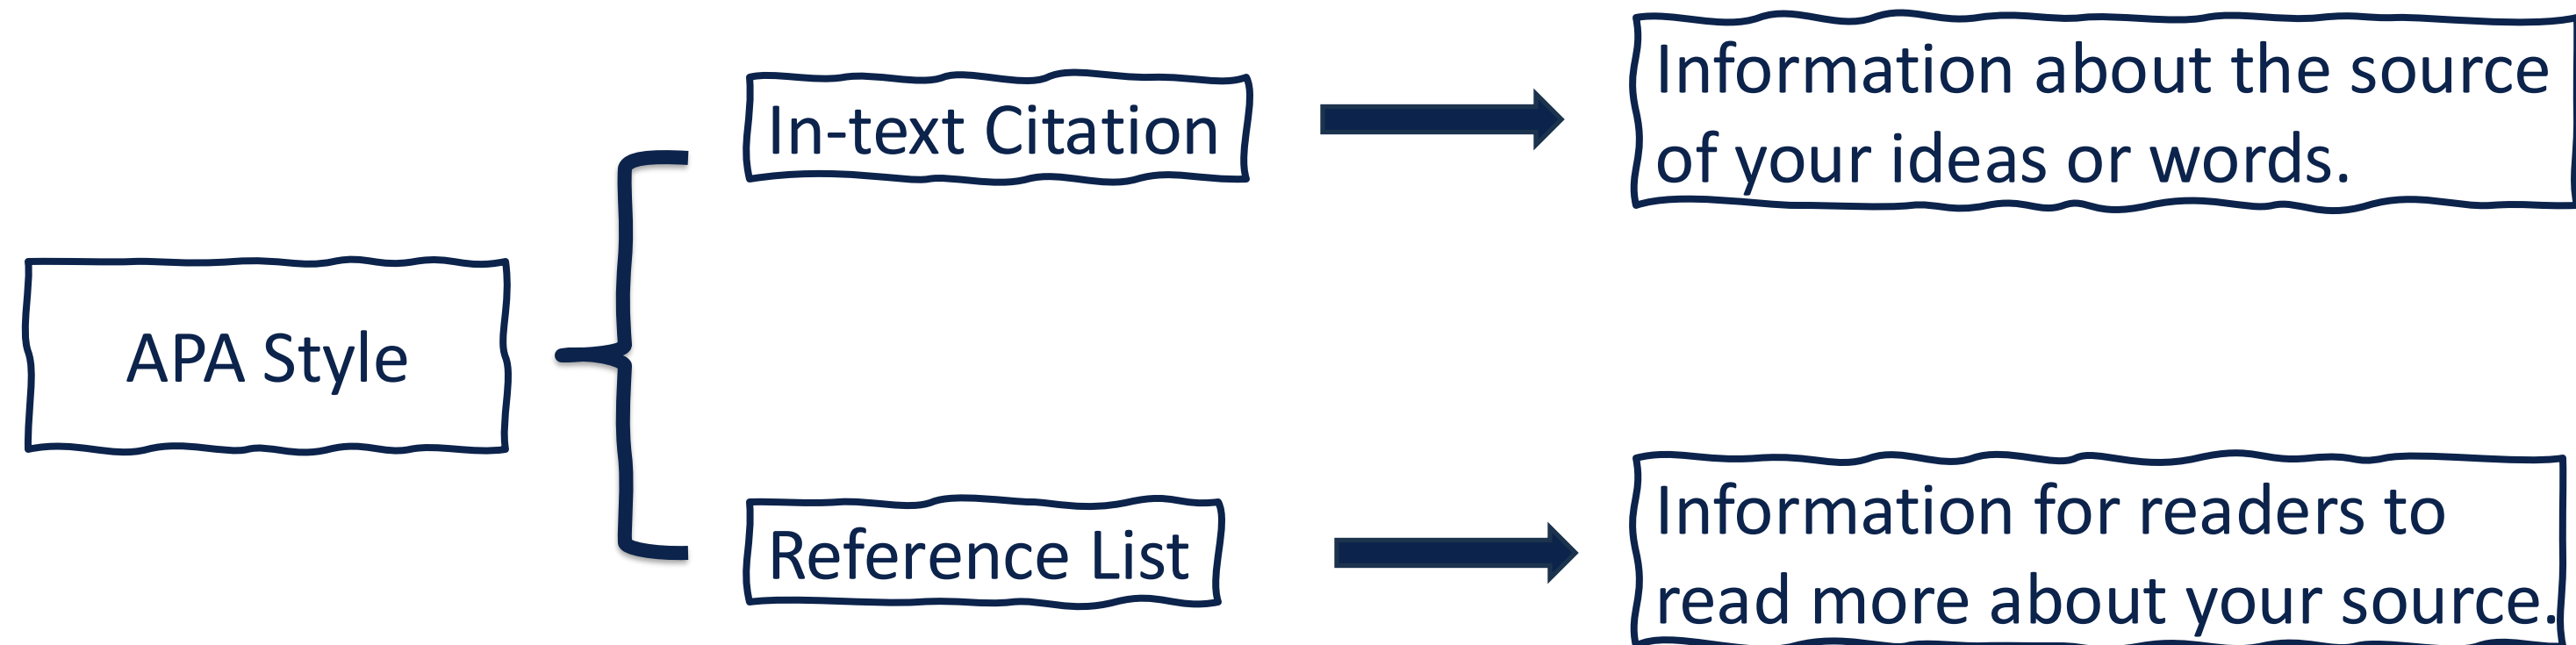 APA Style
In-text Citation
Information about the source
of your ideas or words.
Reference List
Information for readers to
read more about your source.